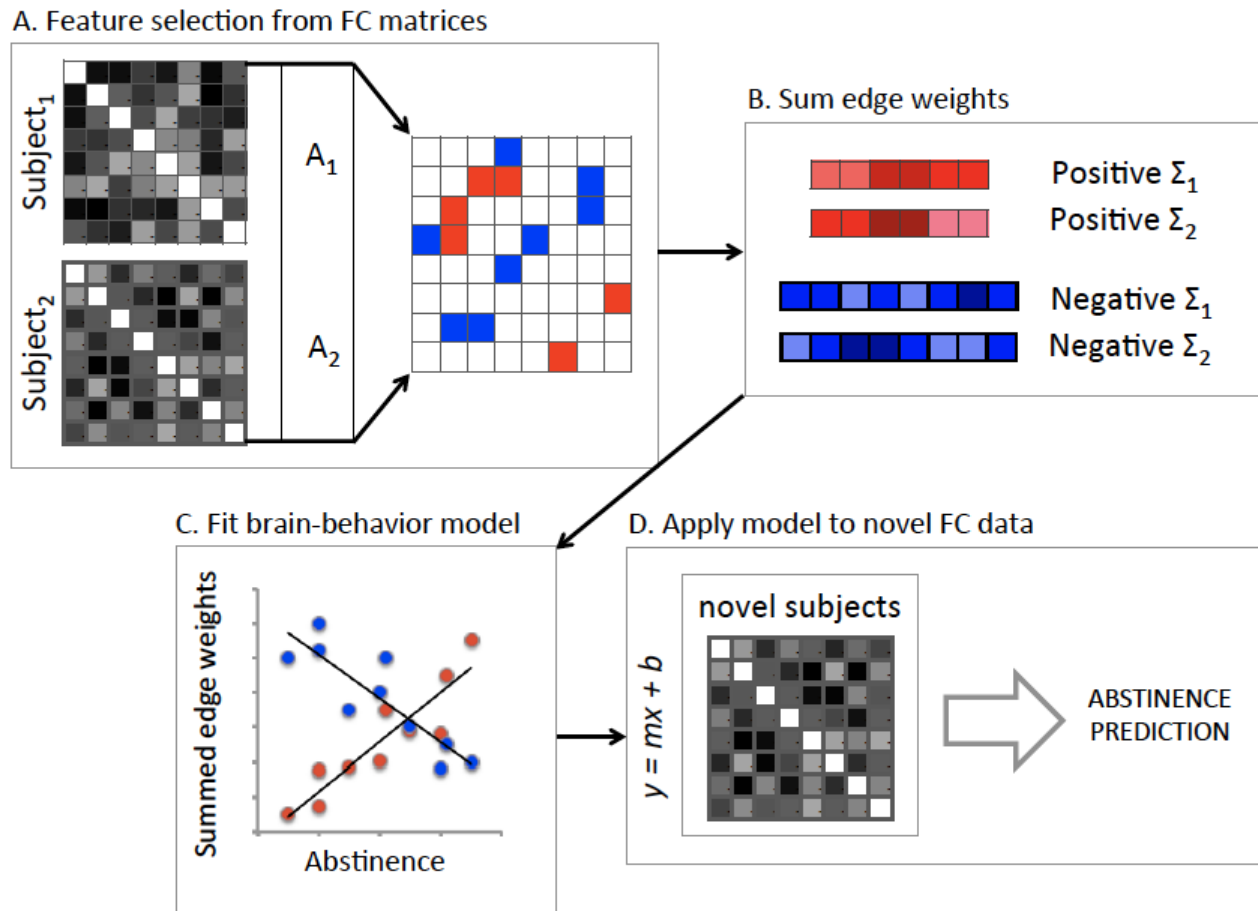 A. Feature selection from FC matrices
Subject₁
A₁
Subject₂
A₂
B. Sum edge weights
Positive Σ₁
Positive Σ₂
Negative Σ₁
Negative Σ₂
C. Fit brain-behavior model
Summed edge weights
Abstinence
D. Apply model to novel FC data
y = mx + b
novel subjects
ABSTINENCE
PREDICTION